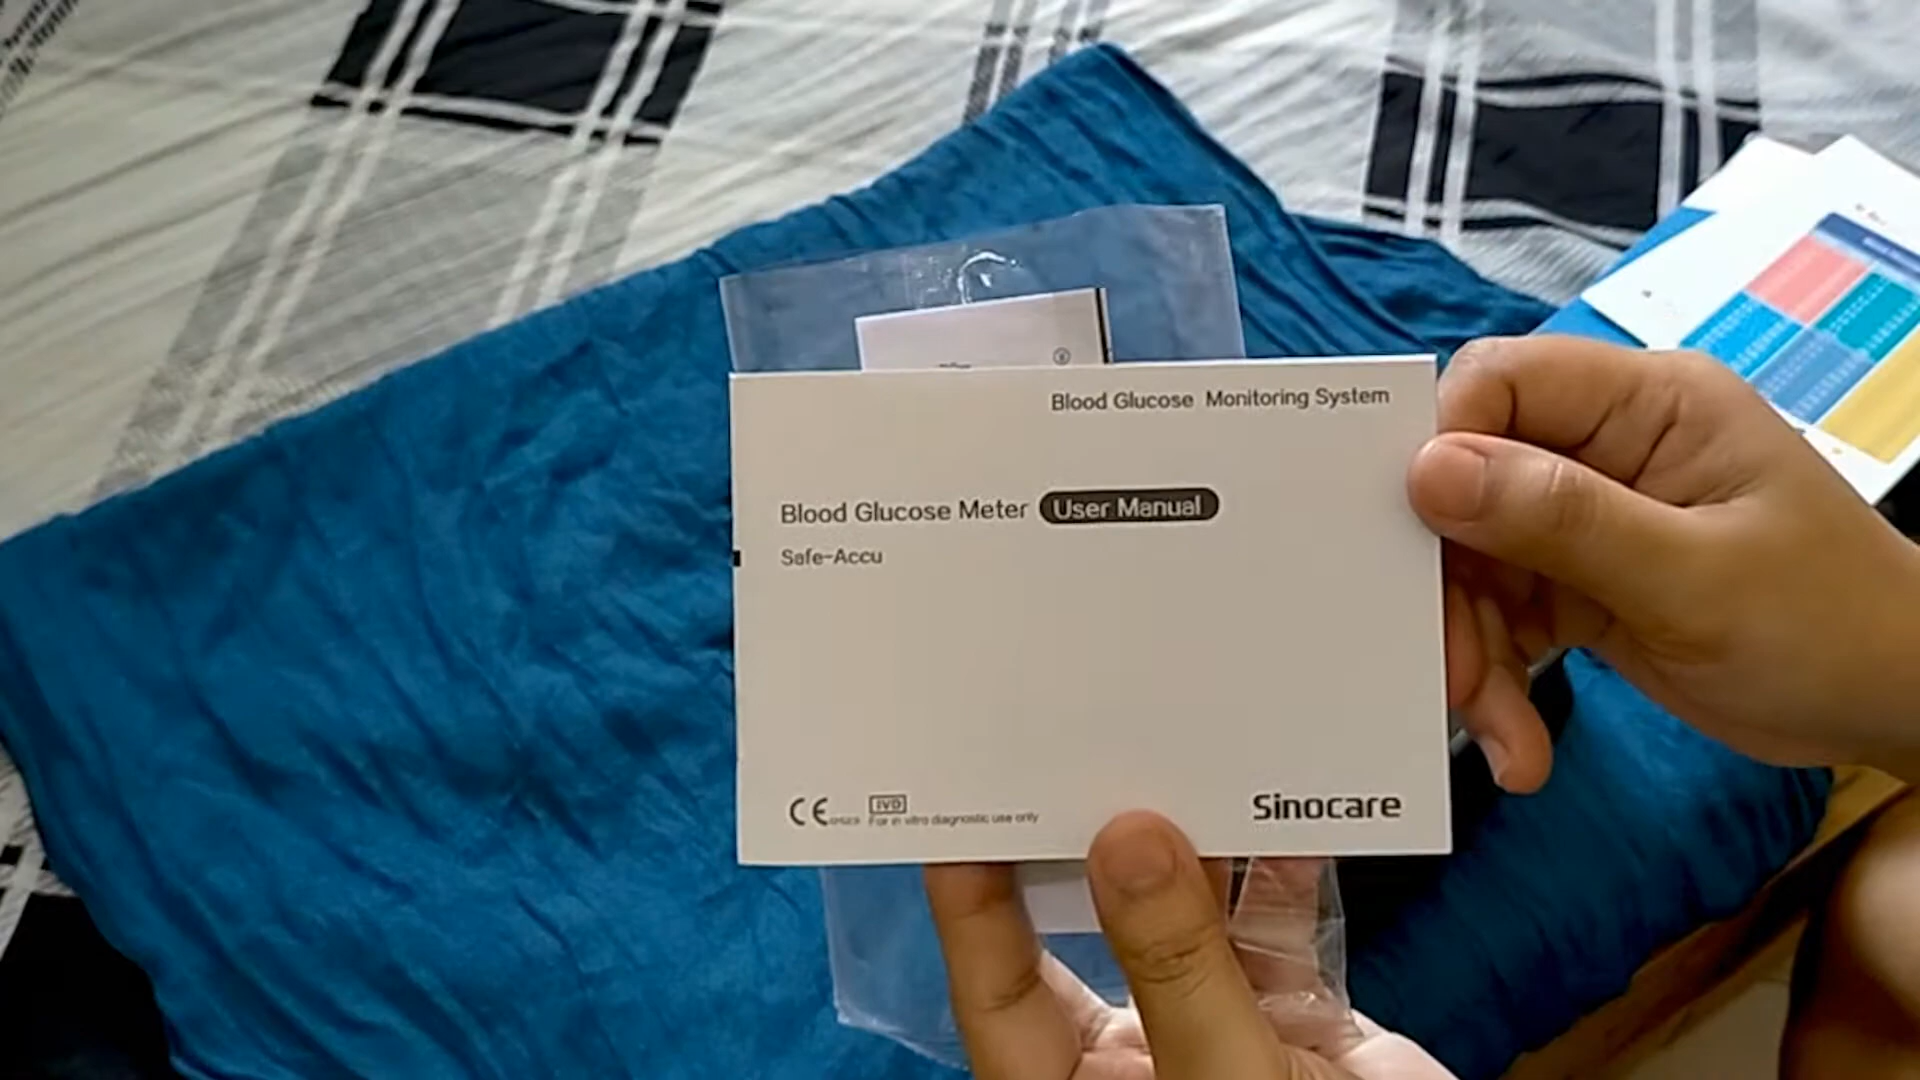 Blood Glucose Monitoring System
Blood Glucose Meter User Manual
Safe-Accu
CE IVD
For in vitro diagnostic use only
Sinocare